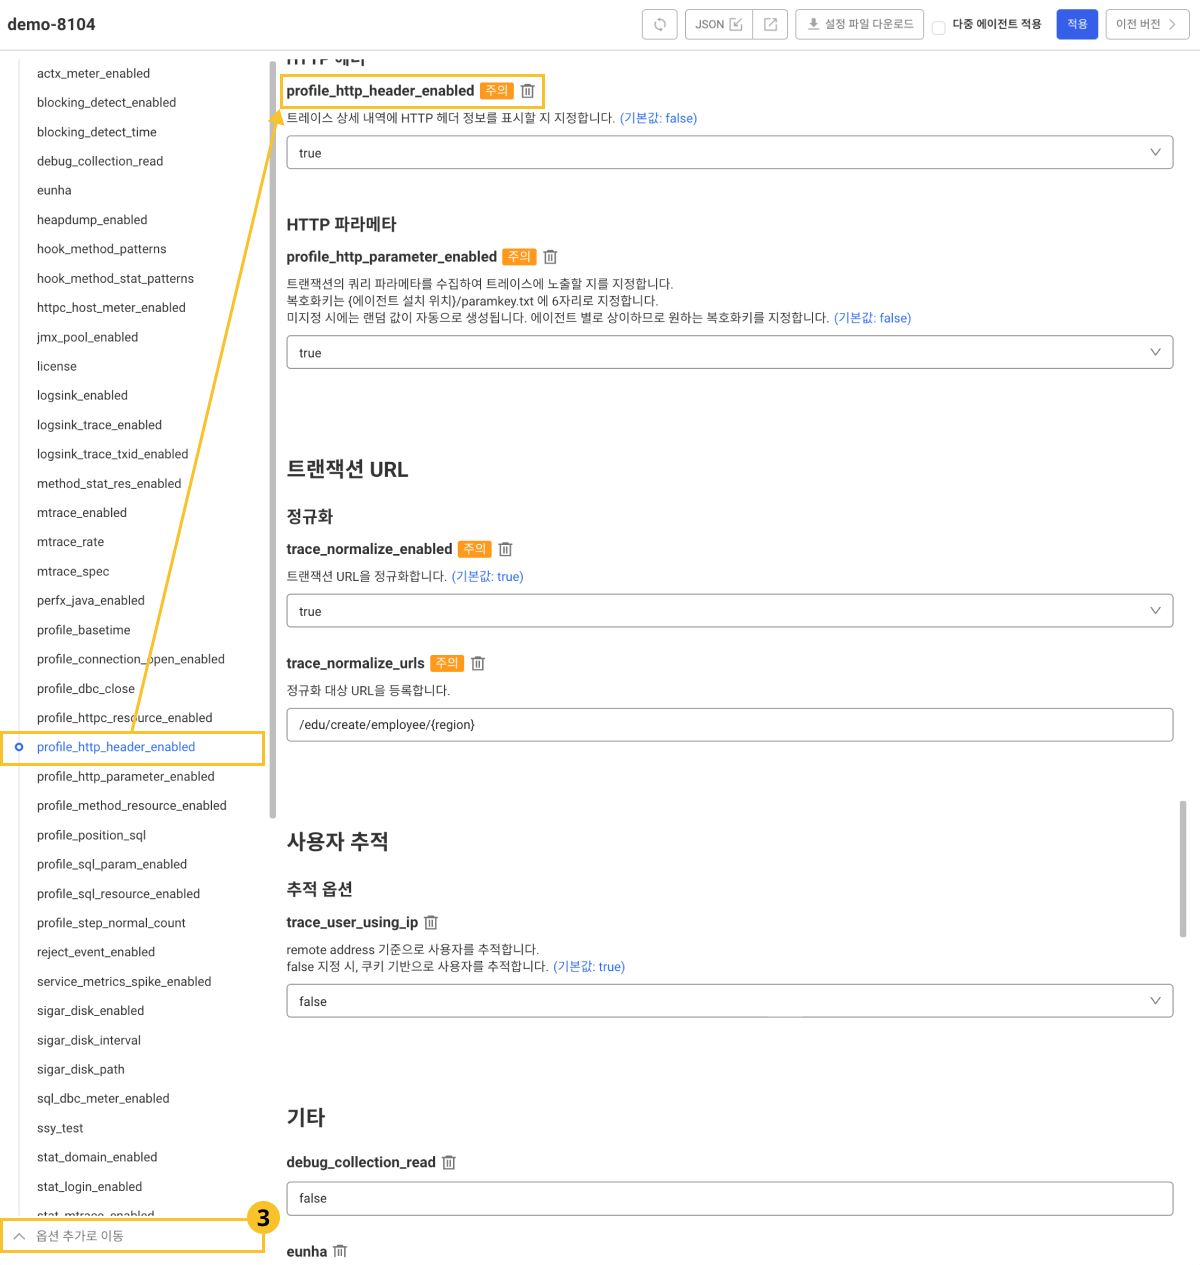 demo-8104
JSON
설정 파일 다운로드
다중 에이전트 적용
적용
이전 버전
actx_meter_enabled
blocking_detect_enabled
blocking_detect_time
debug_collection_read
eunha
heapdump_enabled
hook_method_patterns
hook_method_stat_patterns
httpc_host_meter_enabled
jmx_pool_enabled
license
logsink_enabled
logsink_trace_enabled
logsink_trace_txid_enabled
method_stat_res_enabled
mtrace_enabled
mtrace_rate
mtrace_spec
perfx_java_enabled
profile_basetime
profile_connection_open_enabled
profile_dbc_close
profile_httpc_resource_enabled
profile_http_header_enabled
profile_http_parameter_enabled
profile_method_resource_enabled
profile_position_sql
profile_sql_param_enabled
profile_sql_resource_enabled
profile_step_normal_count
reject_event_enabled
service_metrics_spike_enabled
sigar_disk_enabled
sigar_disk_interval
sigar_disk_path
sql_dbc_meter_enabled
ssy_test
stat_domain_enabled
stat_login_enabled
stat_mtrace_enabled
옵션 추가로 이동
3
HTTP 헤더
profile_http_header_enabled 주의
트레이스 상세 내역에 HTTP 헤더 정보를 표시할 지 지정합니다. (기본값: false)
true
HTTP 파라메타
profile_http_parameter_enabled 주의
트랜잭션의 쿼리 파라메타를 수집하여 트레이스에 노출할 지를 지정합니다.
복호화키는 {에이전트 설치 위치}/paramkey.txt 에 6자리로 지정합니다.
미지정 시에는 랜덤 값이 자동으로 생성됩니다. 에이전트 별로 상이하므로 원하는 복호화키를 지정합니다. (기본값: false)
true
트랜잭션 URL
정규화
trace_normalize_enabled 주의
트랜잭션 URL을 정규화합니다. (기본값: true)
true
trace_normalize_urls 주의
정규화 대상 URL을 등록합니다.
/edu/create/employee/{region}
사용자 추적
추적 옵션
trace_user_using_ip
remote address 기준으로 사용자를 추적합니다.
false 지정 시, 쿠키 기반으로 사용자를 추적합니다. (기본값: true)
false
기타
debug_collection_read
false
eunha